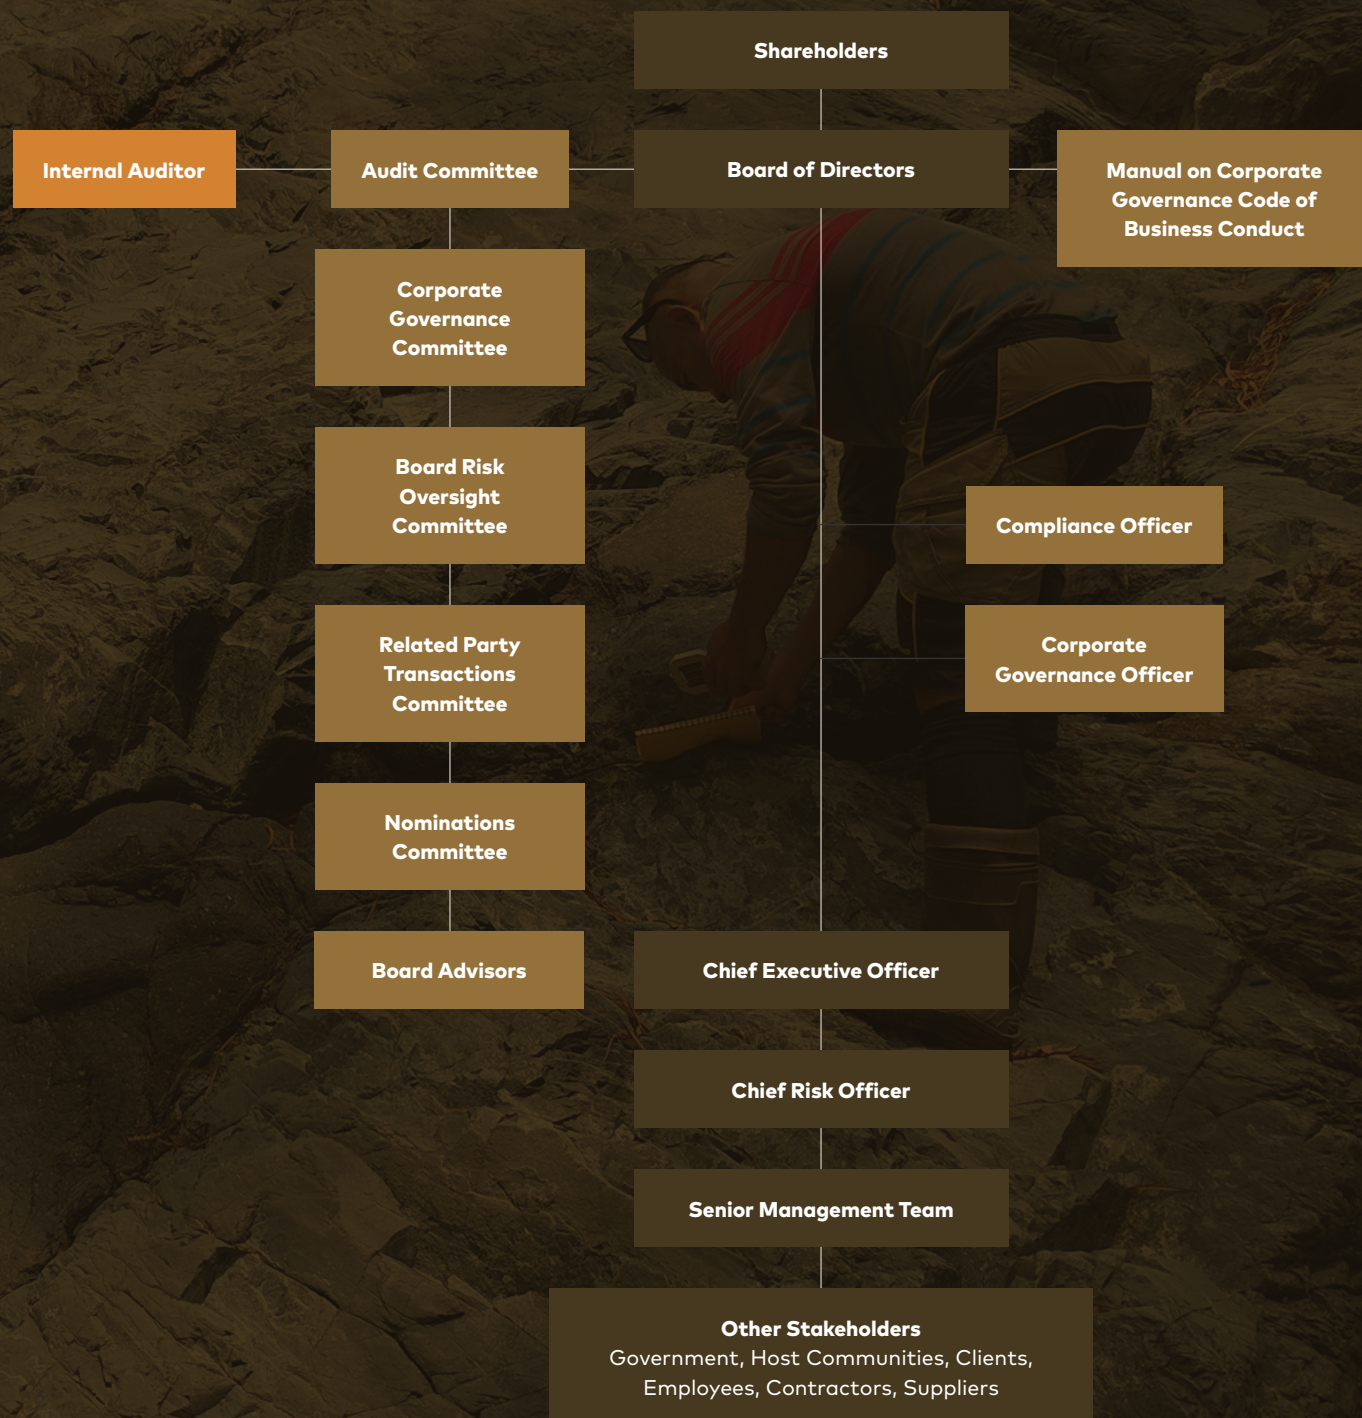 Shareholders
Internal Auditor
Audit Committee
Board of Directors
Manual on Corporate
Governance Code of
Business Conduct
Corporate
Governance
Committee
Board Risk
Oversight
Committee
Compliance Officer
Related Party
Transactions
Committee
Corporate
Governance Officer
Nominations
Committee
Board Advisors
Chief Executive Officer
Chief Risk Officer
Senior Management Team
Other Stakeholders
Government, Host Communities, Clients,
Employees, Contractors, Suppliers